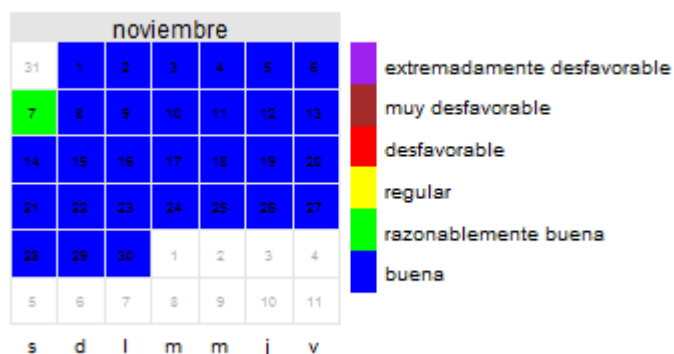 noviembre
31 1 2 3 4 5 6
7 8 9 10 11 12 13
14 15 16 17 18 19 20
21 22 23 24 25 26 27
28 29 30 1 2 3 4
5 6 7 8 9 10 11
s d l m m j v
extremadamente desfavorable
muy desfavorable
desfavorable
regular
razonablemente buena
buena